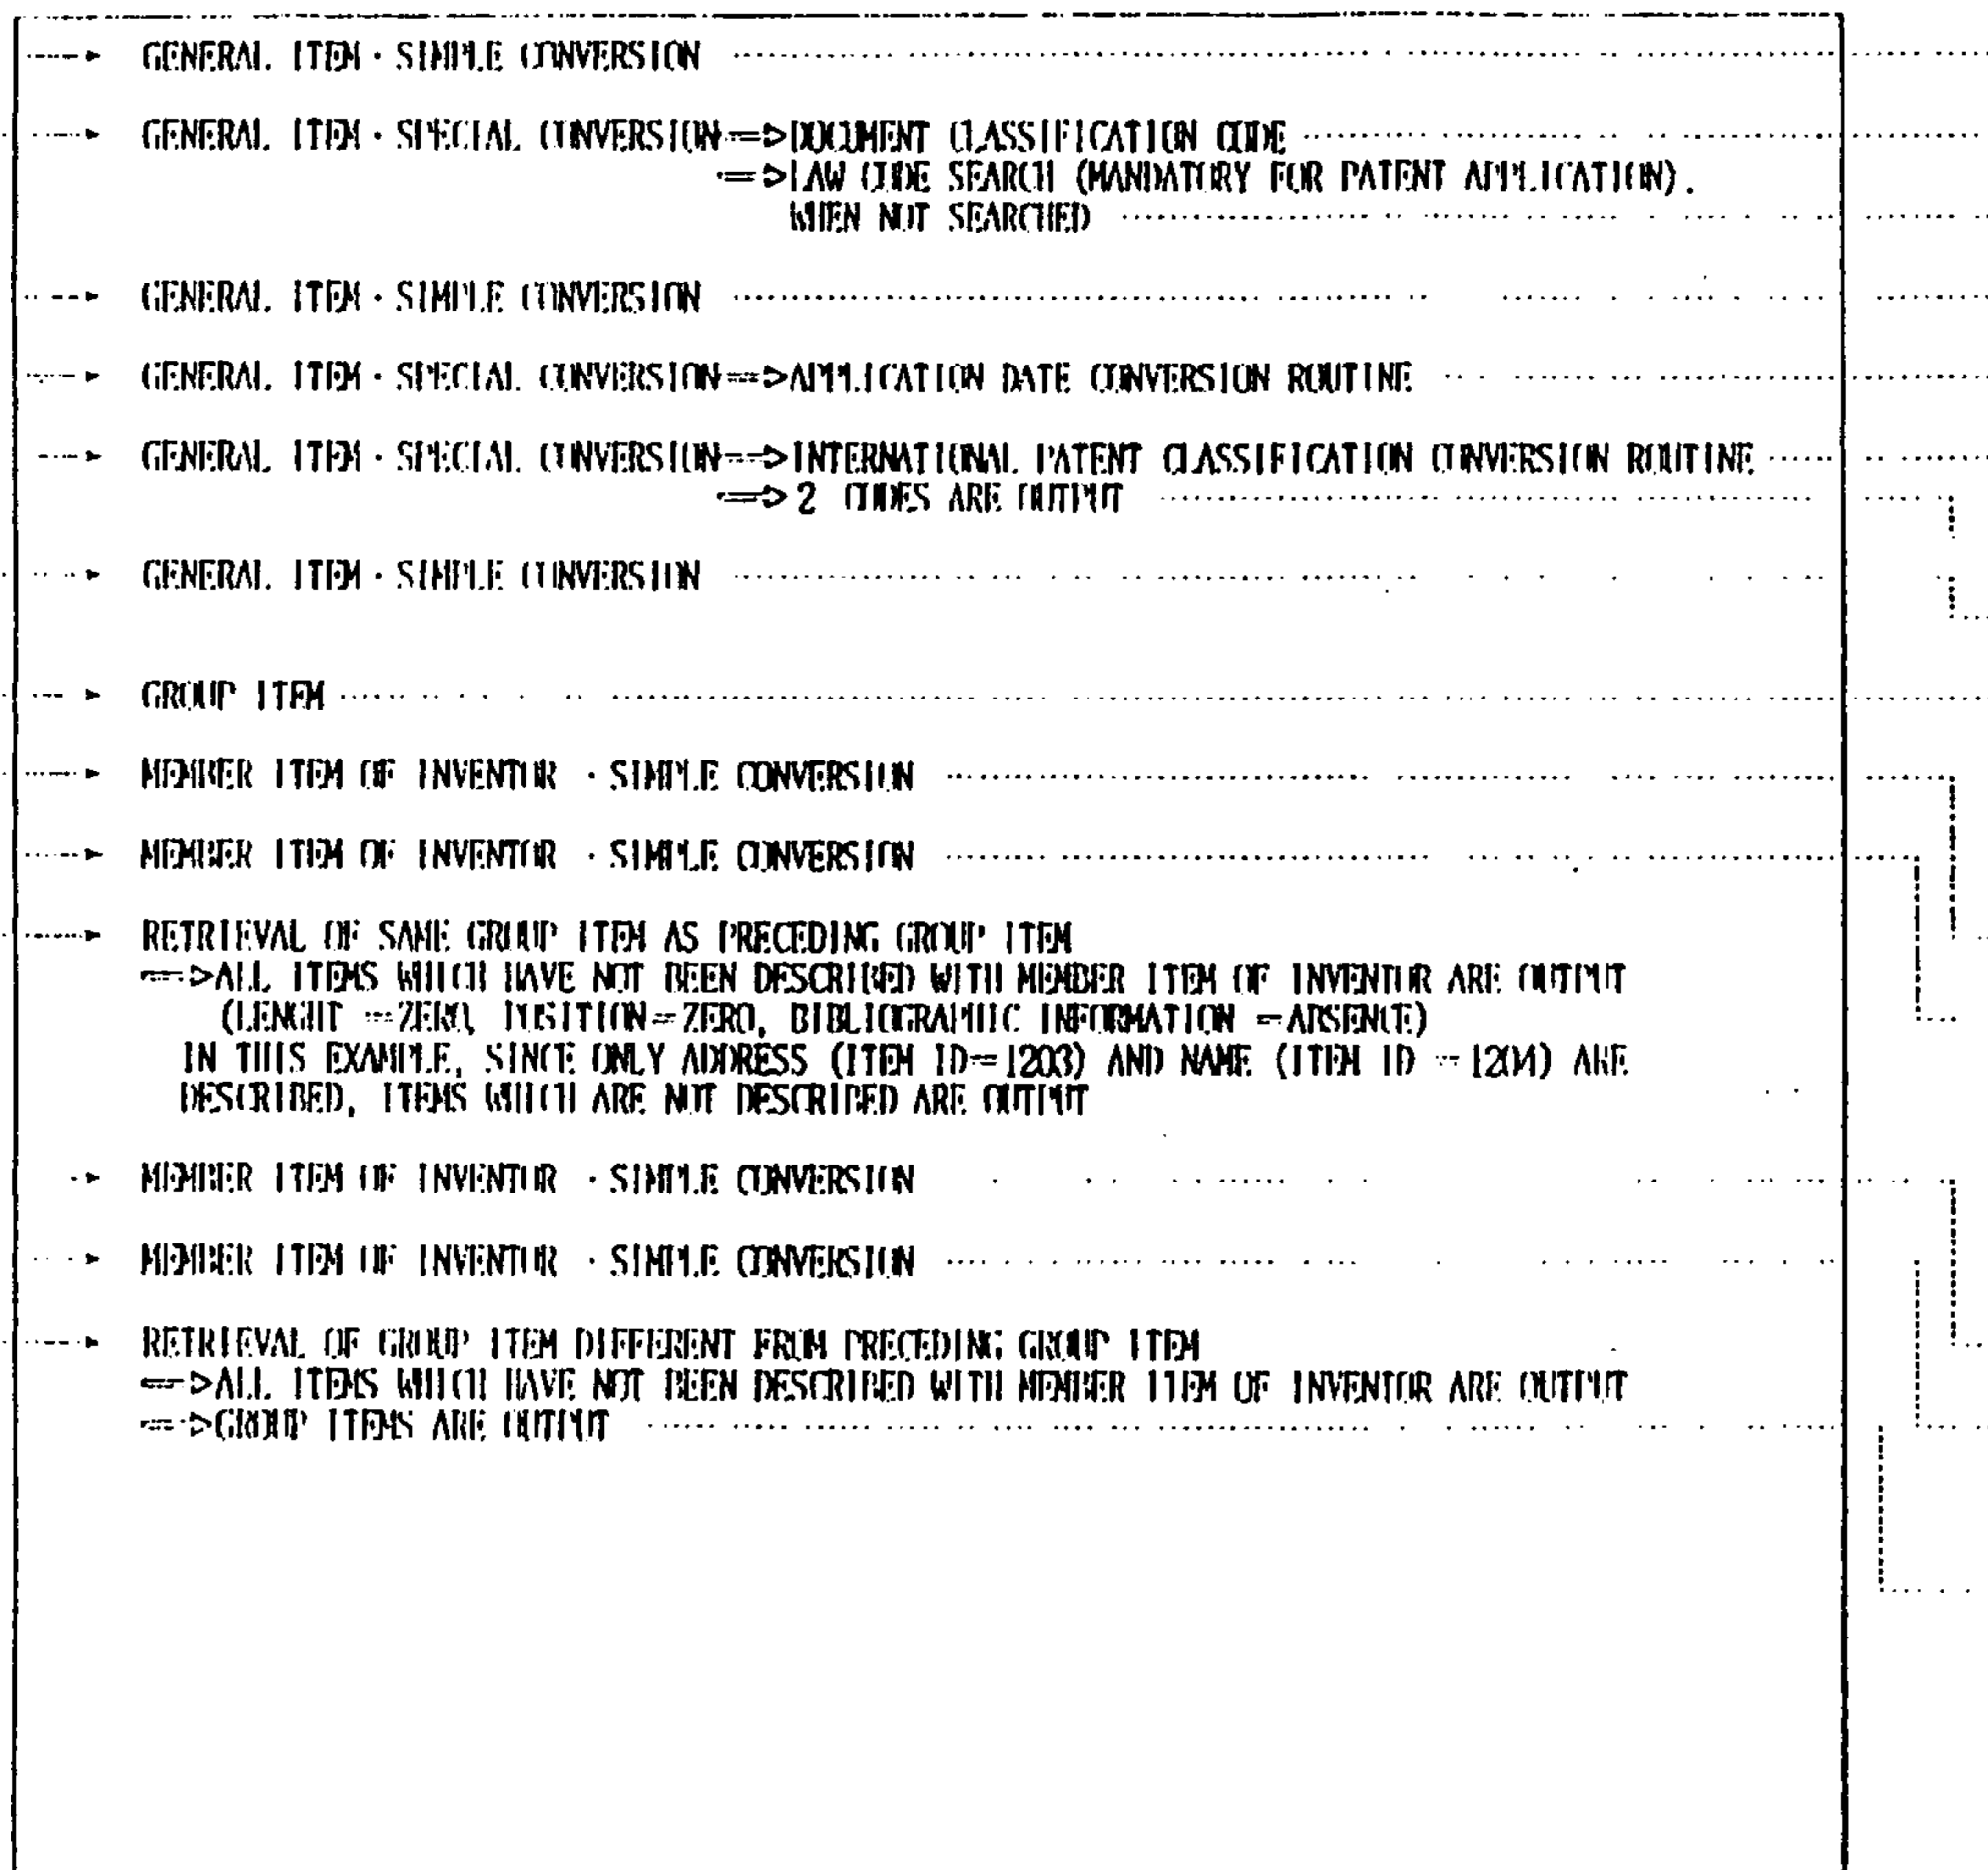 GENERAL ITEM · SIMPLE CONVERSION
GENERAL ITEM · SPECIAL CONVERSION ==>DOCUMENT CLASSIFICATION CODE
==>LAW CODE SEARCH (MANDATORY FOR PATENT APPLICATION).
WHEN NOT SEARCHED
GENERAL ITEM · SIMPLE CONVERSION
GENERAL ITEM · SPECIAL CONVERSION==>APPLICATION DATE CONVERSION ROUTINE
GENERAL ITEM · SPECIAL CONVERSION==>INTERNATIONAL PATENT CLASSIFICATION CONVERSION ROUTINE
==>2 CODES ARE OUTPUT
GENERAL ITEM · SIMPLE CONVERSION
GROUP ITEM
MEMBER ITEM OF INVENTOR · SIMPLE CONVERSION
MEMBER ITEM OF INVENTOR · SIMPLE CONVERSION
RETRIEVAL OF SAME GROUP ITEM AS PRECEDING GROUP ITEM
==>ALL ITEMS WHICH HAVE NOT BEEN DESCRIBED WITH MEMBER ITEM OF INVENTOR ARE OUTPUT
(LENGHT =ZERO, POSITION=ZERO, BIBLIOGRAPHIC INFORMATION =ABSENCE)
IN THIS EXAMPLE, SINCE ONLY ADDRESS (ITEM ID=1203) AND NAME (ITEM ID =1204) ARE
DESCRIBED, ITEMS WHICH ARE NOT DESCRIBED ARE OUTPUT
MEMBER ITEM OF INVENTOR · SIMPLE CONVERSION
MEMBER ITEM OF INVENTOR · SIMPLE CONVERSION
RETRIEVAL OF GROUP ITEM DIFFERENT FROM PRECEDING GROUP ITEM
==>ALL ITEMS WHICH HAVE NOT BEEN DESCRIBED WITH MEMBER ITEM OF INVENTOR ARE OUTPUT
==>GROUP ITEMS ARE OUTPUT